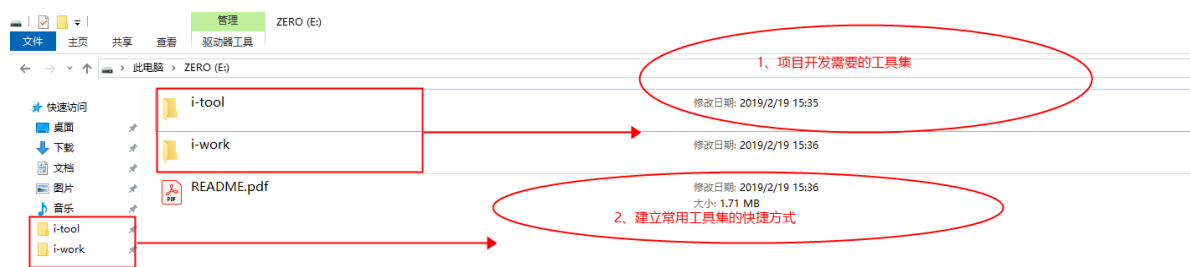 管理 ZERO (E:)
文件 主页 共享 查看 驱动器工具
此电脑 › ZERO (E:)
1、项目开发需要的工具集
快速访问
i-tool 修改日期: 2019/2/19 15:35
桌面
下载
i-work 修改日期: 2019/2/19 15:36
文档
图片
README.pdf 修改日期: 2019/2/19 15:36
PDF
大小: 1.71 MB
音乐
2、建立常用工具集的快捷方式
i-tool
i-work